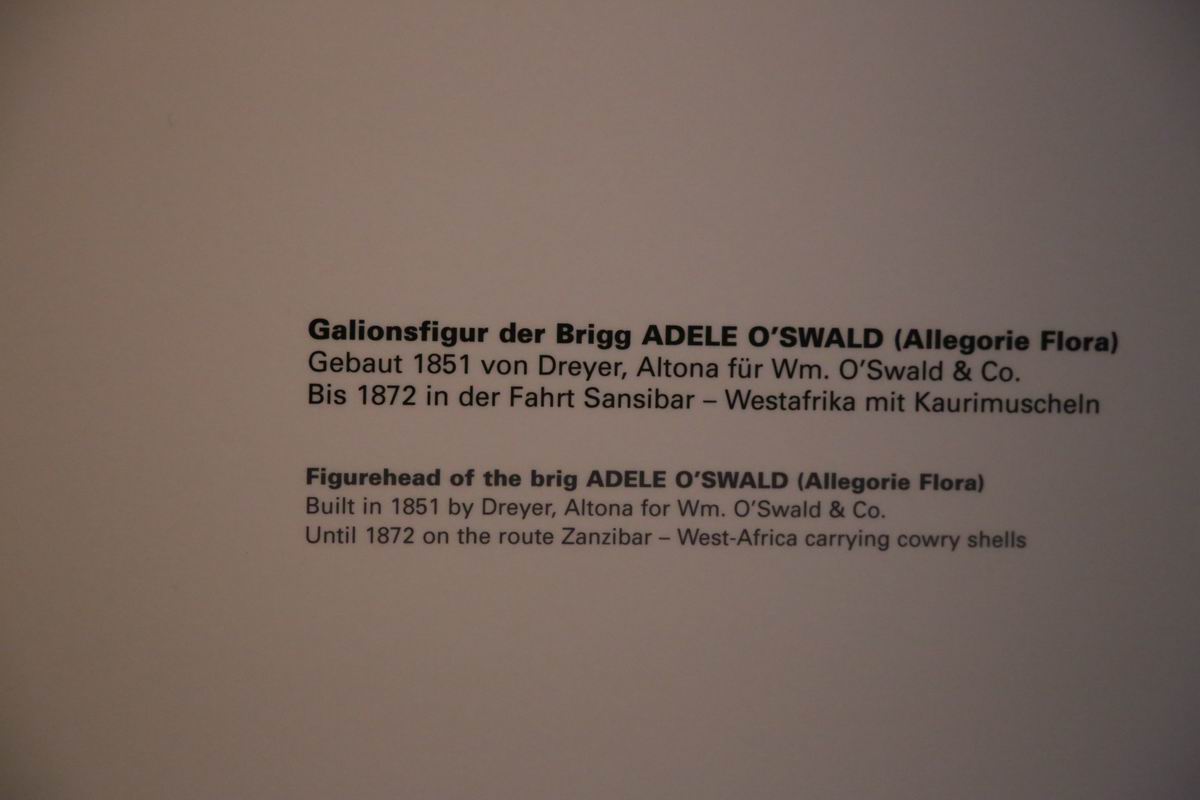 Galionsfigur der Brigg ADELE O’SWALD (Allegorie Flora)
Gebaut 1851 von Dreyer, Altona für Wm. O’Swald & Co.
Bis 1872 in der Fahrt Sansibar – Westafrika mit Kaurimuscheln
Figurehead of the brig ADELE O’SWALD (Allegorie Flora)
Built in 1851 by Dreyer, Altona for Wm. O’Swald & Co.
Until 1872 on the route Zanzibar – West-Africa carrying cowry shells